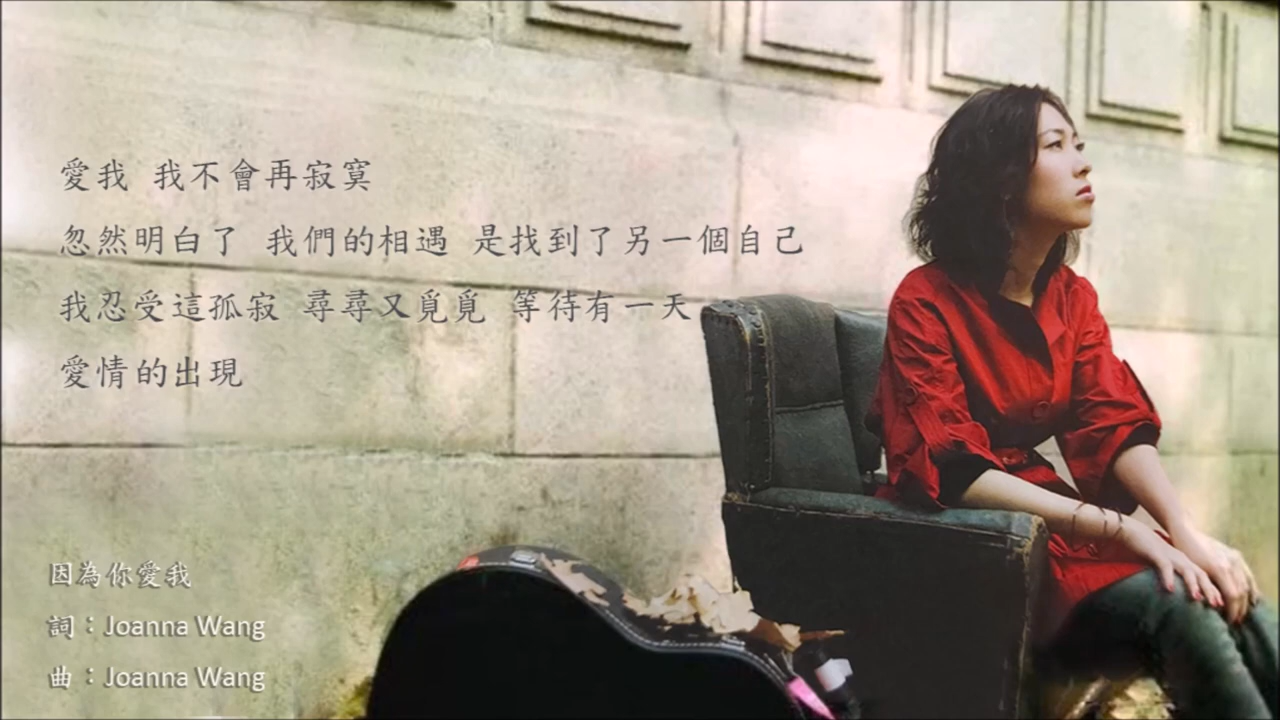 愛我 我不會再寂寞
忽然明白了 我們的相遇 是找到了另一個自己
我忍受這孤寂 尋尋又覓覓 等待有一天
愛情的出現
因為你愛我
詞：Joanna Wang
曲：Joanna Wang